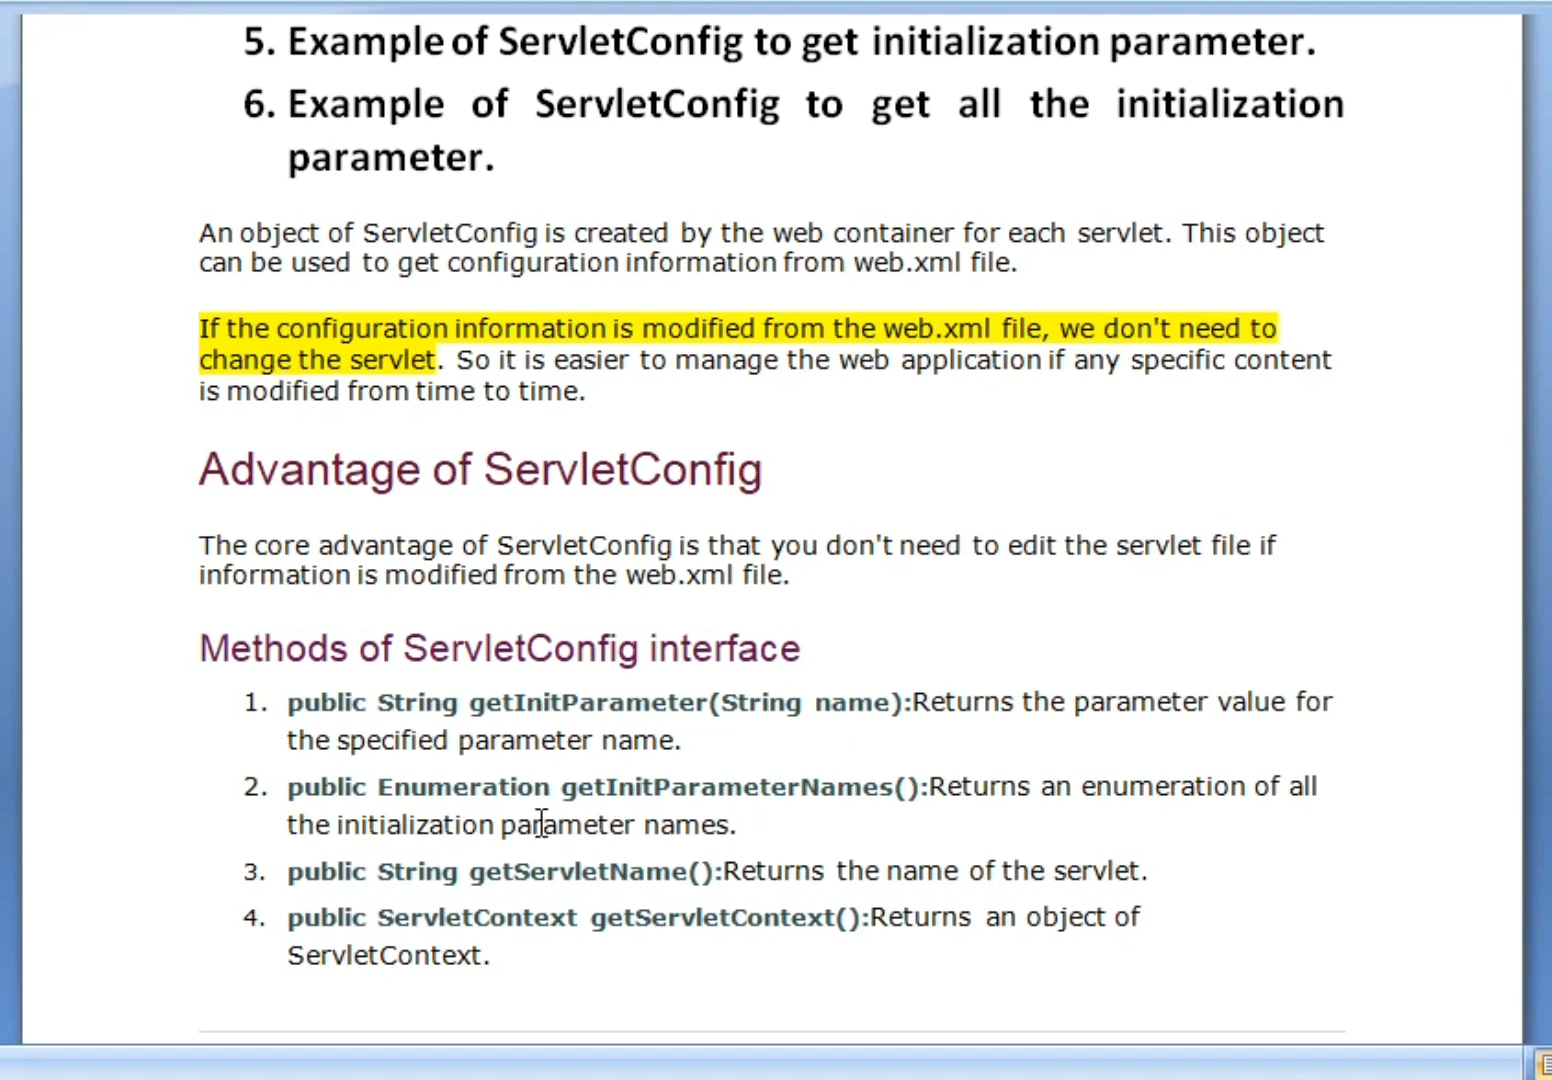 5. Example of ServletConfig to get initialization parameter.
6. Example of ServletConfig to get all the initialization
parameter.
An object of ServletConfig is created by the web container for each servlet. This object
can be used to get configuration information from web.xml file.
If the configuration information is modified from the web.xml file, we don't need to
change the servlet. So it is easier to manage the web application if any specific content
is modified from time to time.
Advantage of ServletConfig
The core advantage of ServletConfig is that you don't need to edit the servlet file if
information is modified from the web.xml file.
Methods of ServletConfig interface
1. public String getInitParameter(String name):Returns the parameter value for
the specified parameter name.
2. public Enumeration getInitParameterNames():Returns an enumeration of all
the initialization parameter names.
3. public String getServletName():Returns the name of the servlet.
4. public ServletContext getServletContext():Returns an object of
ServletContext.